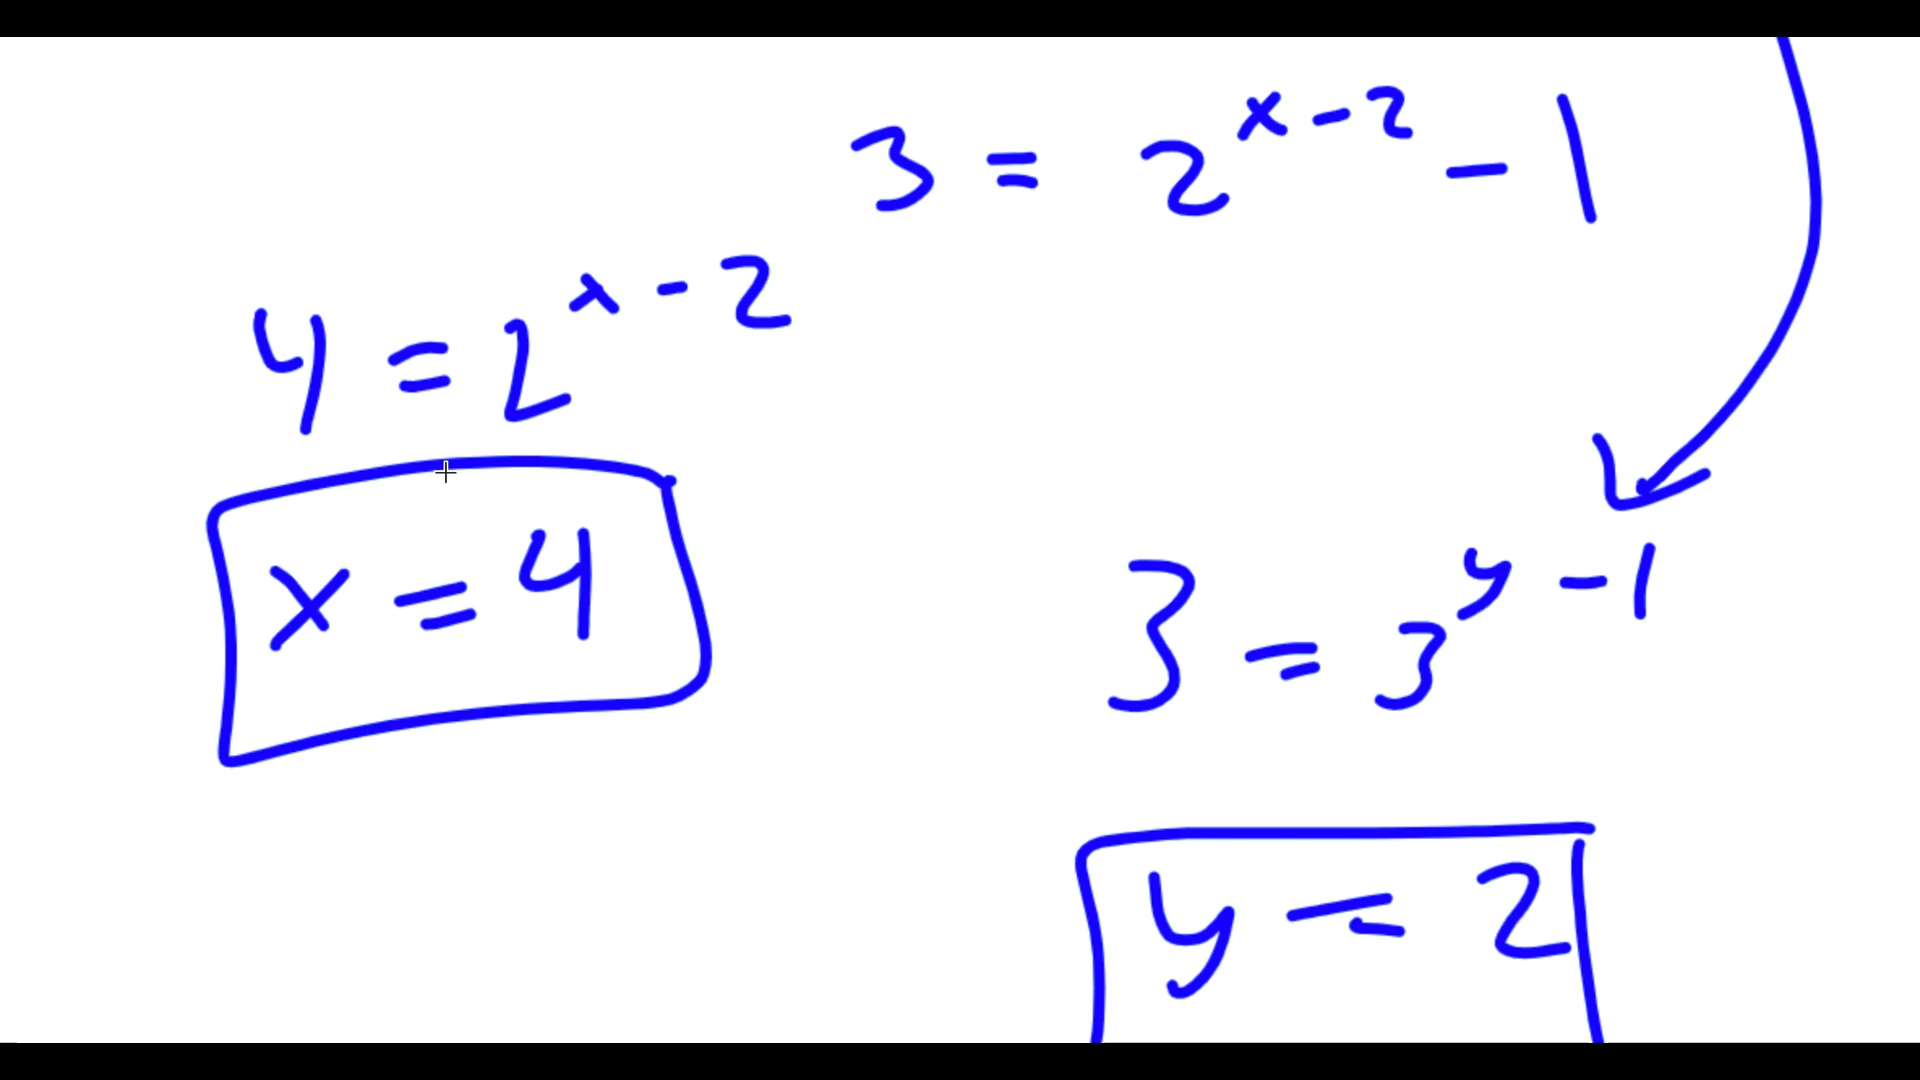 3 = 2^{x-2} - 1
4 = 2^{x-2}
x = 4
3 = 3^{y-1}
y = 2